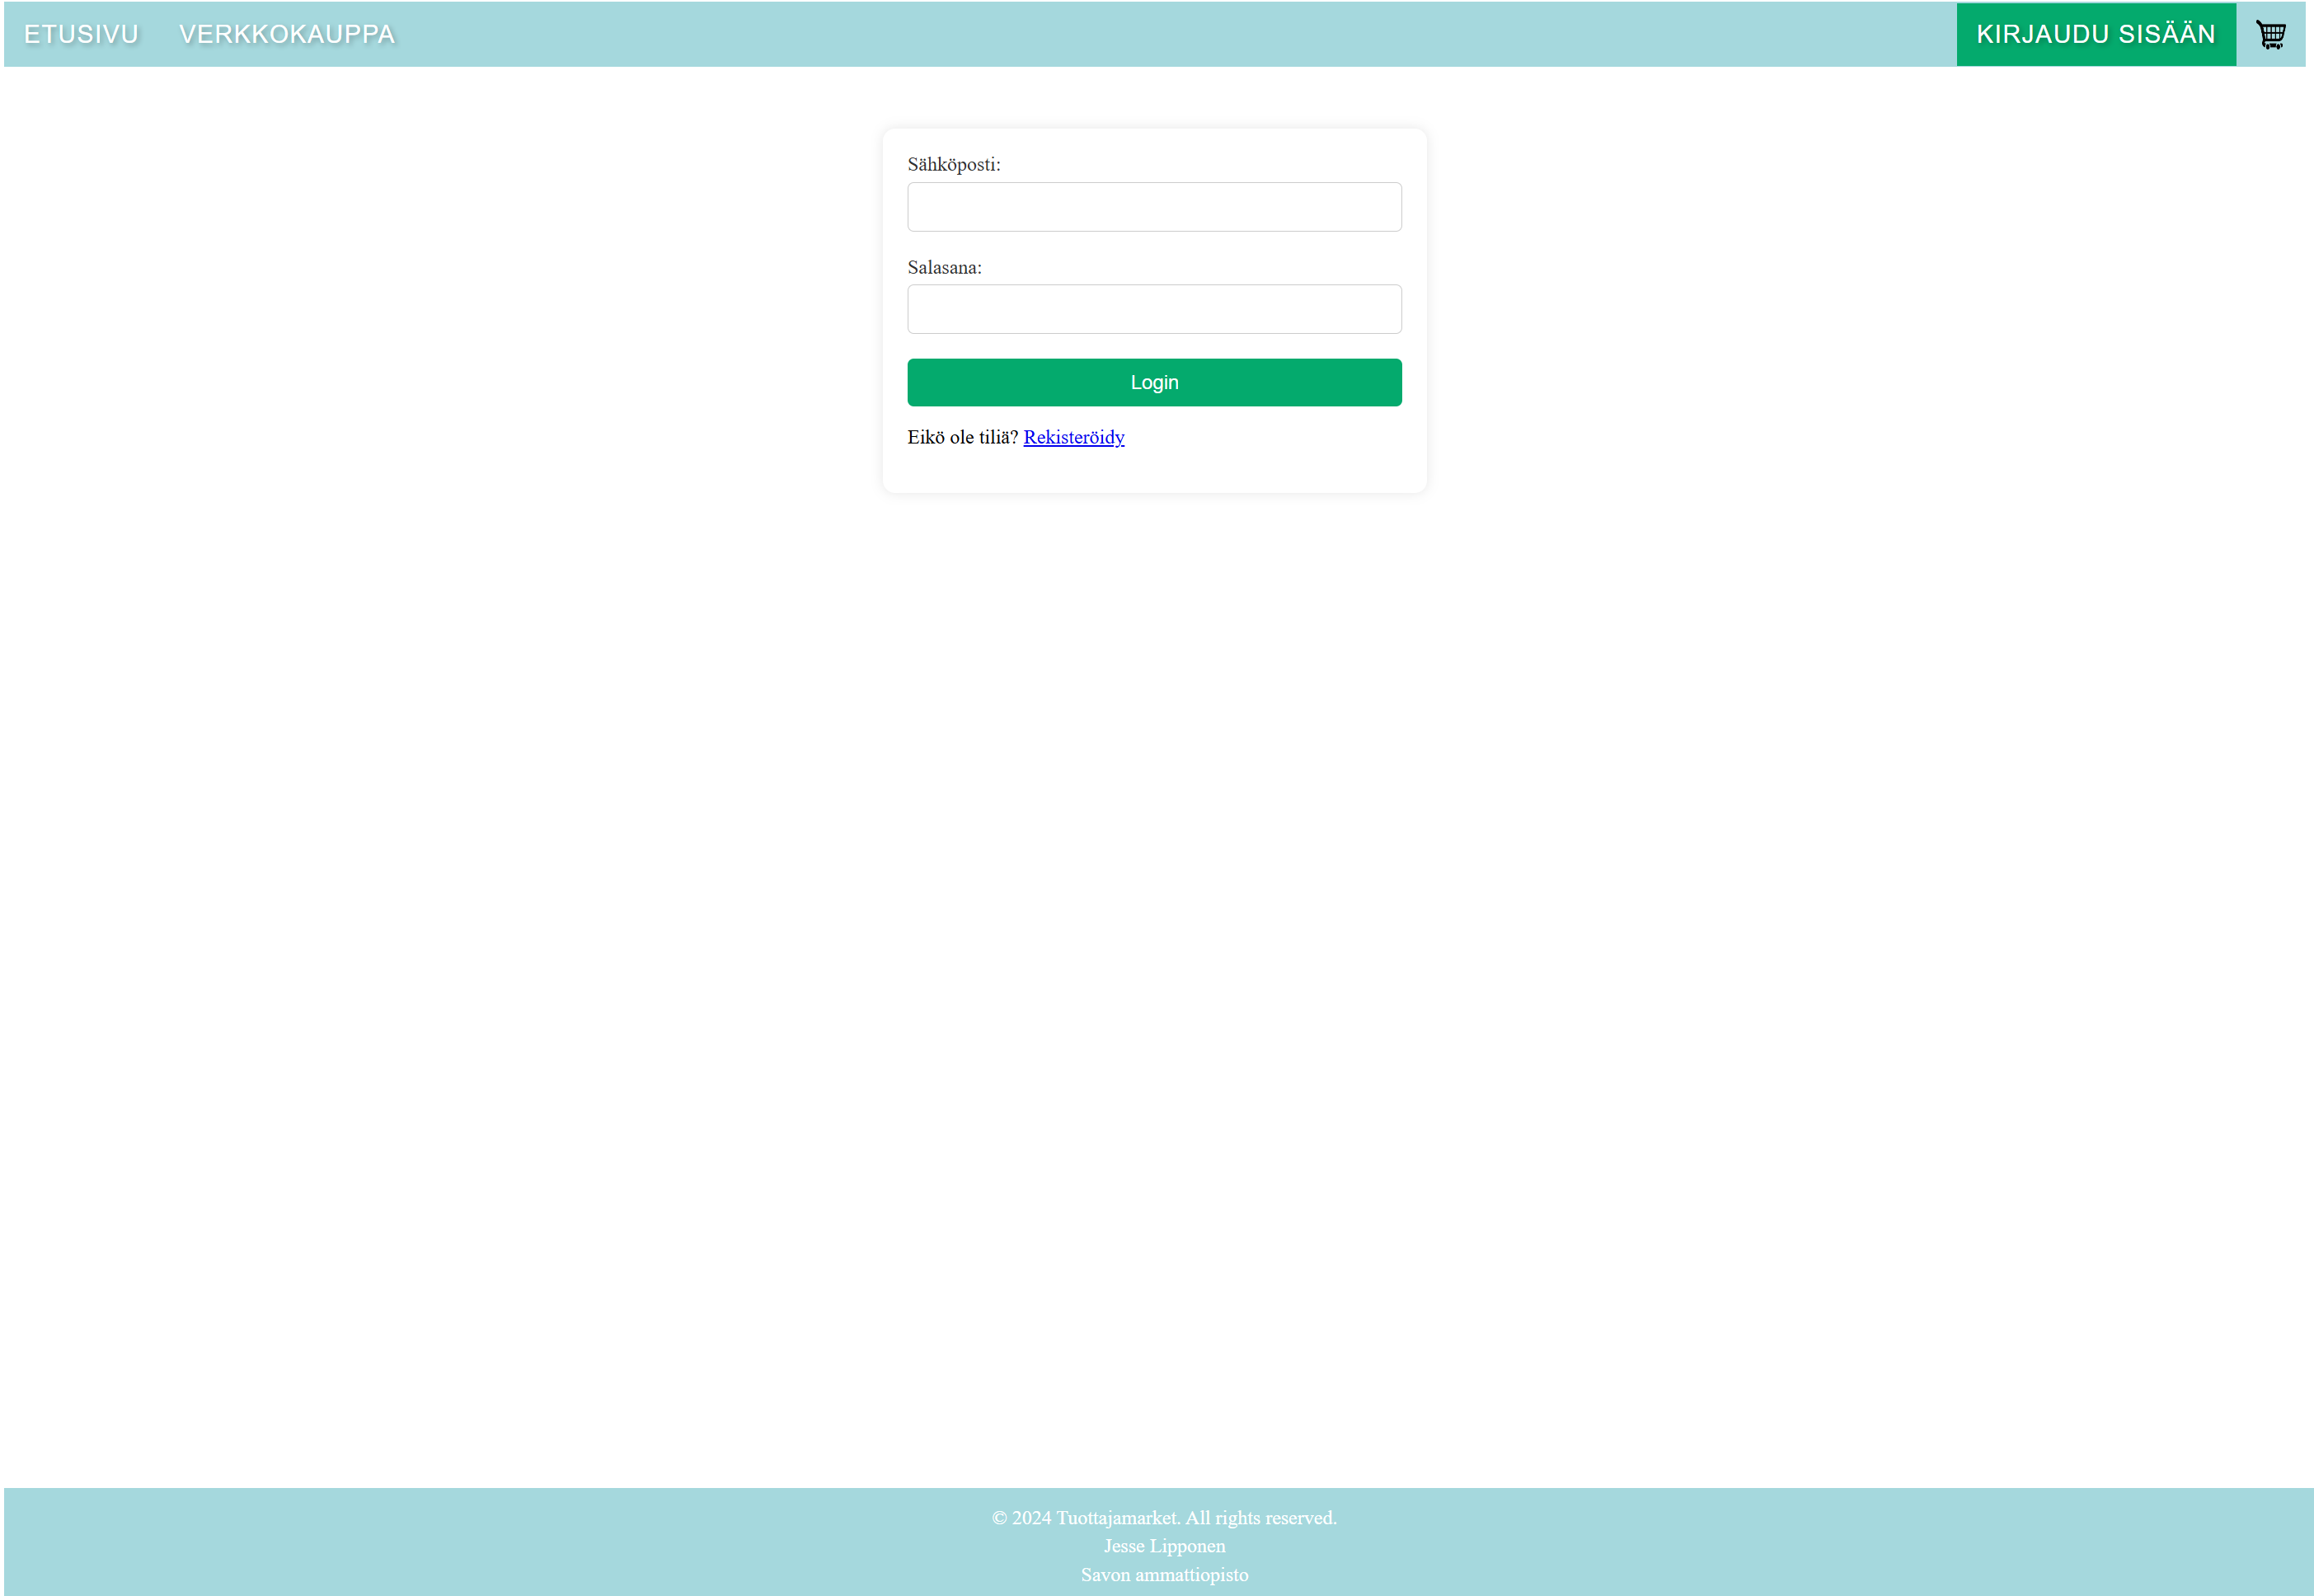 ETUSIVU VERKKOKAUPPA KIRJAUDU SISÄÄN
Sähköposti:
Salasana:
Login
Eikö ole tiliä? Rekisteröidy
© 2024 Tuottajamarket. All rights reserved.
Jesse Lipponen
Savon ammattiopisto